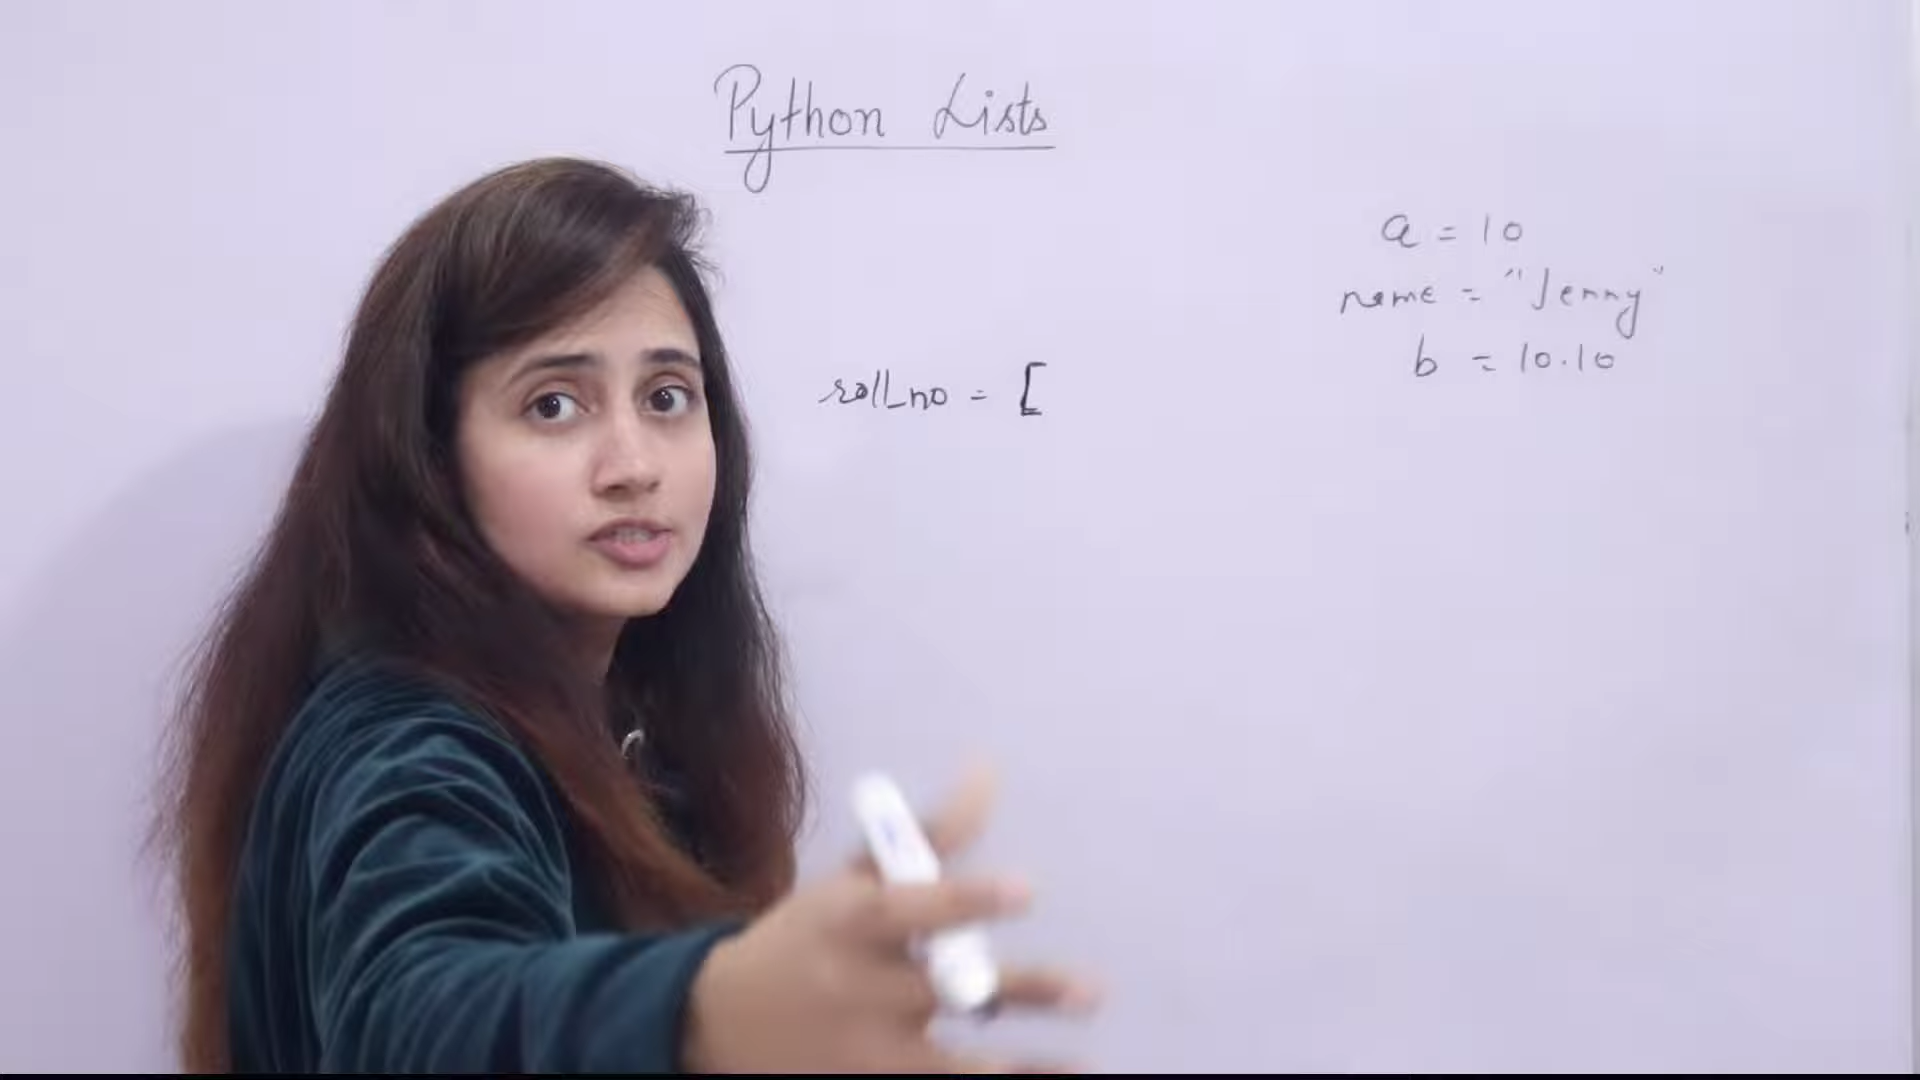 Python Lists
a = 10
name = "Jenny"
b = 10.10
roll_no = [